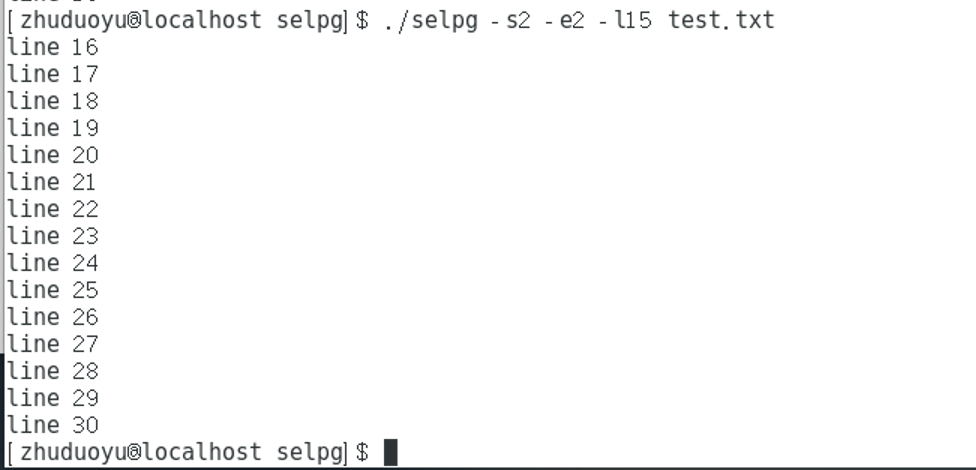 [zhuduoyu@localhost selpg]$ ./selpg -s2 -e2 -l15 test.txt
line 16
line 17
line 18
line 19
line 20
line 21
line 22
line 23
line 24
line 25
line 26
line 27
line 28
line 29
line 30
[zhuduoyu@localhost selpg]$